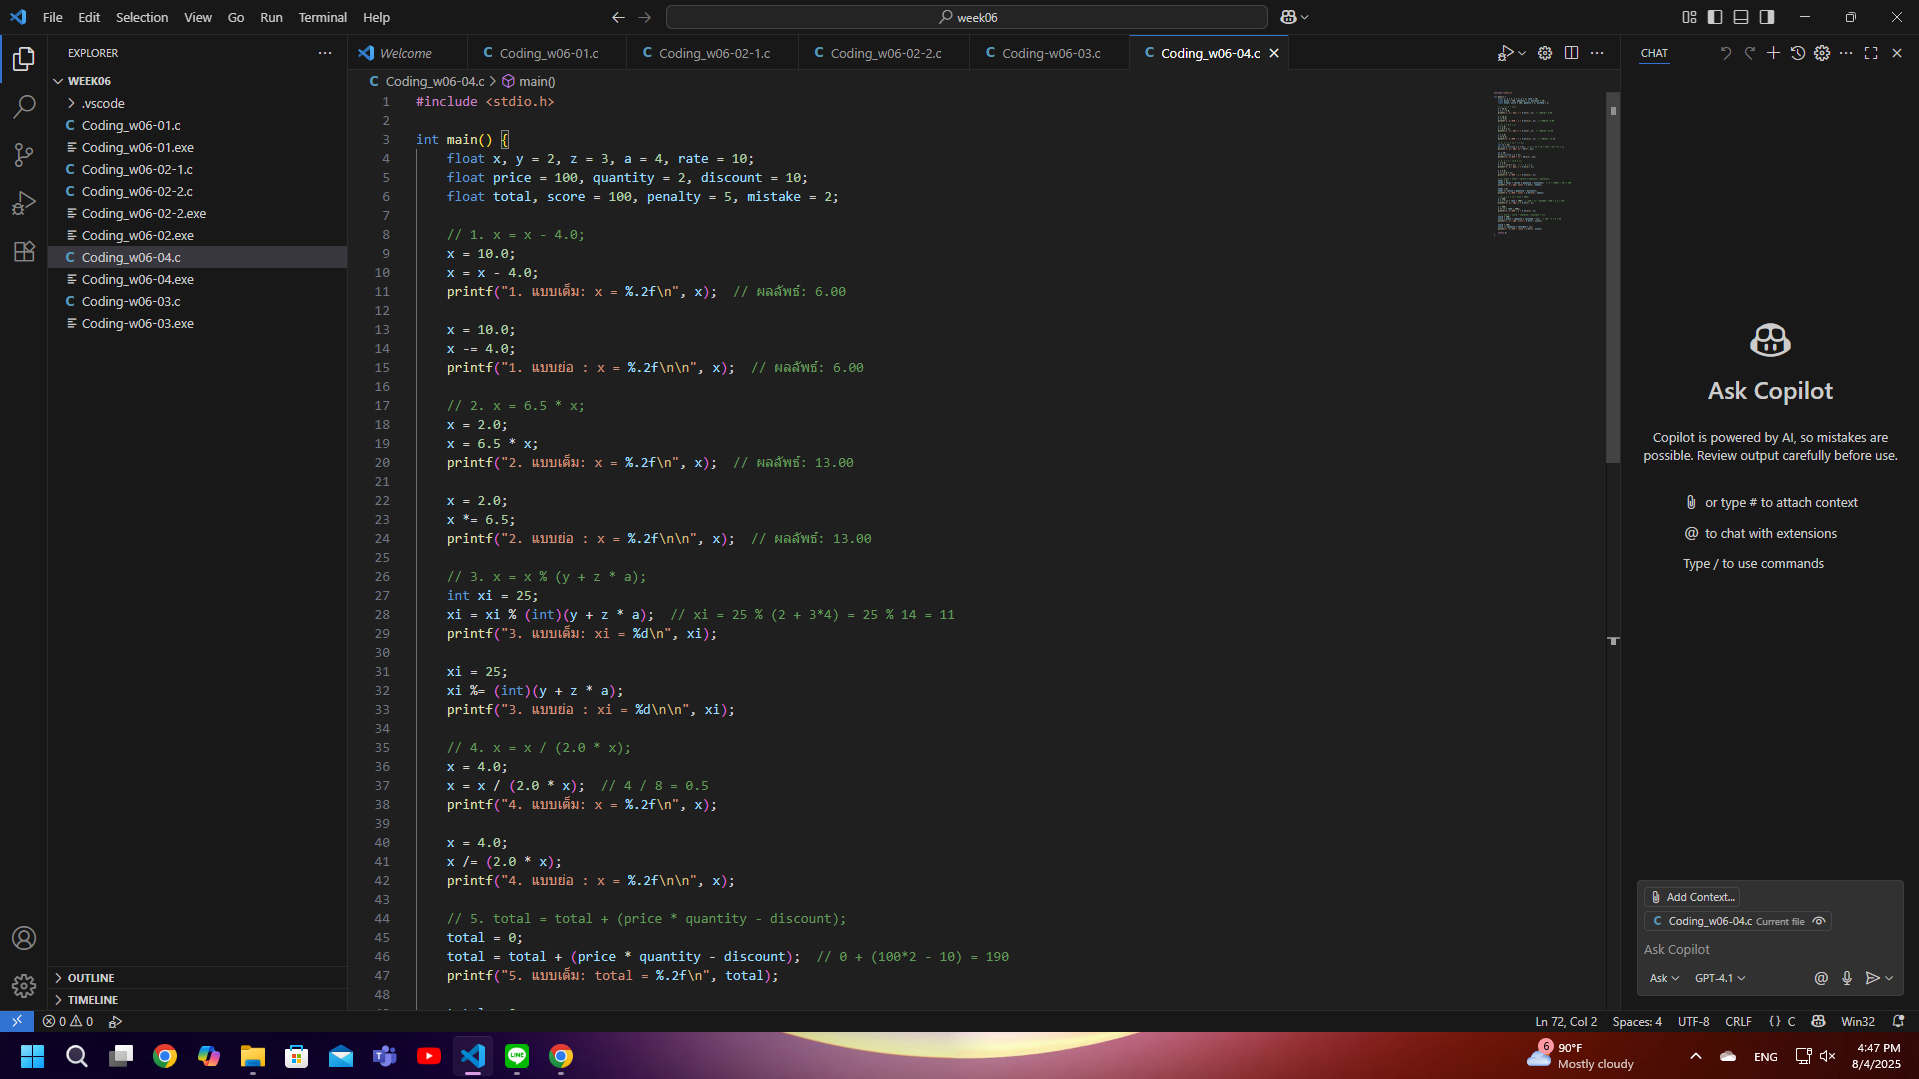 File Edit Selection View Go Run Terminal Help
week06
EXPLORER
WEEK06
.vscode
C Coding_w06-01.c
Coding_w06-01.exe
C Coding_w06-02-1.c
C Coding_w06-02-2.c
Coding_w06-02-2.exe
Coding_w06-02.exe
C Coding_w06-04.c
Coding_w06-04.exe
C Coding-w06-03.c
Coding-w06-03.exe
OUTLINE
TIMELINE
Welcome C Coding_w06-01.c C Coding_w06-02-1.c C Coding_w06-02-2.c C Coding-w06-03.c C Coding_w06-04.c
C Coding_w06-04.c > main()
1 #include <stdio.h>
2
3 int main() {
4 float x, y = 2, z = 3, a = 4, rate = 10;
5 float price = 100, quantity = 2, discount = 10;
6 float total, score = 100, penalty = 5, mistake = 2;
7
8 // 1. x = x - 4.0;
9 x = 10.0;
10 x = x - 4.0;
11 printf("1. แบบเต็ม: x = %.2f\n", x); // ผลลัพธ์: 6.00
12
13 x = 10.0;
14 x -= 4.0;
15 printf("1. แบบย่อ : x = %.2f\n\n", x); // ผลลัพธ์: 6.00
16
17 // 2. x = 6.5 * x;
18 x = 2.0;
19 x = 6.5 * x;
20 printf("2. แบบเต็ม: x = %.2f\n", x); // ผลลัพธ์: 13.00
21
22 x = 2.0;
23 x *= 6.5;
24 printf("2. แบบย่อ : x = %.2f\n\n", x); // ผลลัพธ์: 13.00
25
26 // 3. x = x % (y + z * a);
27 int xi = 25;
28 xi = xi % (int)(y + z * a); // xi = 25 % (2 + 3*4) = 25 % 14 = 11
29 printf("3. แบบเต็ม: xi = %d\n", xi);
30
31 xi = 25;
32 xi %= (int)(y + z * a);
33 printf("3. แบบย่อ : xi = %d\n\n", xi);
34
35 // 4. x = x / (2.0 * x);
36 x = 4.0;
37 x = x / (2.0 * x); // 4 / 8 = 0.5
38 printf("4. แบบเต็ม: x = %.2f\n", x);
39
40 x = 4.0;
41 x /= (2.0 * x);
42 printf("4. แบบย่อ : x = %.2f\n\n", x);
43
44 // 5. total = total + (price * quantity - discount);
45 total = 0;
46 total = total + (price * quantity - discount); // 0 + (100*2 - 10) = 190
47 printf("5. แบบเต็ม: total = %.2f\n", total);
48
CHAT
Ask Copilot
Copilot is powered by AI, so mistakes are
possible. Review output carefully before use.
or type # to attach context
@ to chat with extensions
Type / to use commands
Add Context...
C Coding_w06-04.c Current file
Ask Copilot
Ask GPT-4.1 @
0 0
Ln 72, Col 2 Spaces: 4 UTF-8 CRLF {} C Win32
6
90°F
Mostly cloudy
ENG
4:47 PM
8/4/2025